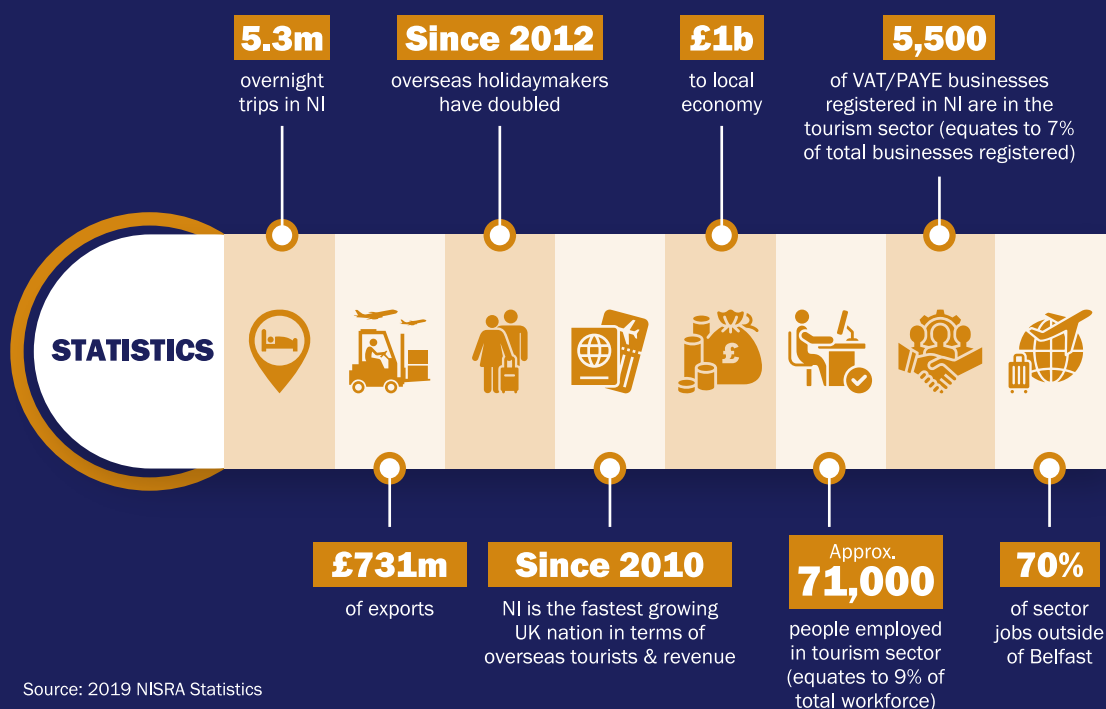 5.3m
overnight
trips in NI
Since 2012
overseas holidaymakers
have doubled
£1b
to local
economy
5,500
of VAT/PAYE businesses
registered in NI are in the
tourism sector (equates to 7%
of total businesses registered)
STATISTICS
£
£731m
of exports
Since 2010
NI is the fastest growing
UK nation in terms of
overseas tourists & revenue
Approx.
71,000
people employed
in tourism sector
(equates to 9% of
total workforce)
70%
of sector
jobs outside
of Belfast
Source: 2019 NISRA Statistics